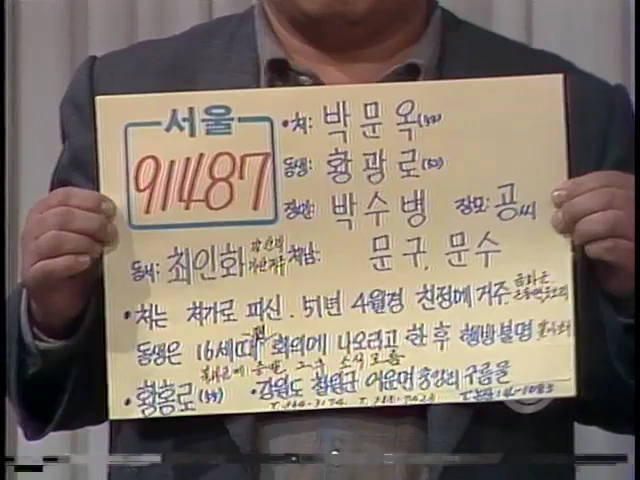 서울
91487
•처: 박문옥
동생: 황광로
장인: 박수병 장모: 공씨
동서: 최인화 처남: 문구, 문수
•처는 처가로 피신. 51년 4월경 친정에 거주
동생은 16세때 회의에 나오라고 한 후 행방불명
•황홍로 •강원도 철원군 어운면 중강리 구름물